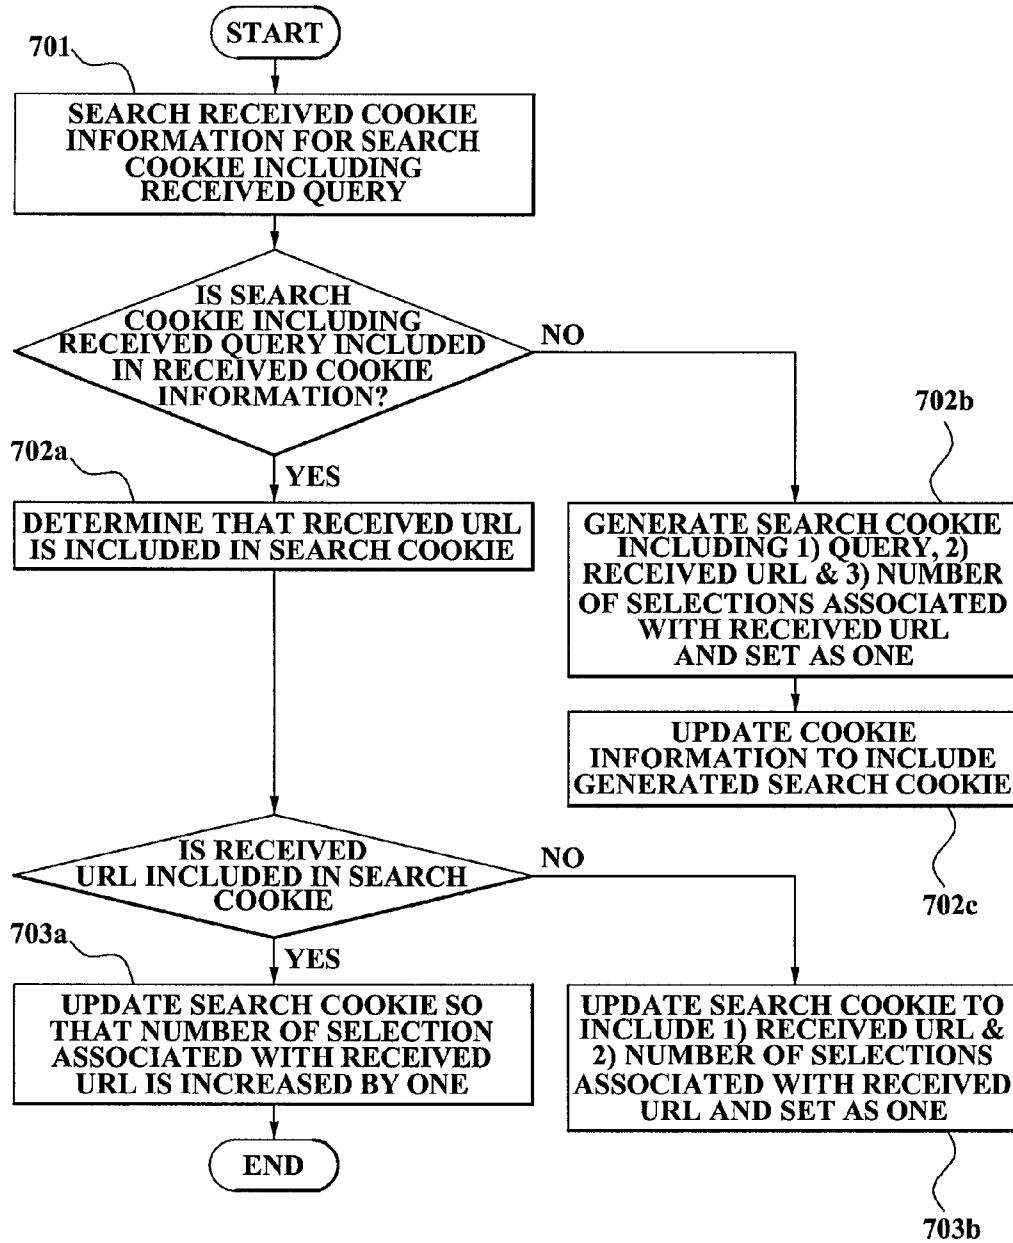 START
701
SEARCH RECEIVED COOKIE
INFORMATION FOR SEARCH
COOKIE INCLUDING
RECEIVED QUERY
IS SEARCH
COOKIE INCLUDING
RECEIVED QUERY INCLUDED
IN RECEIVED COOKIE
INFORMATION?
NO
YES
702a
DETERMINE THAT RECEIVED URL
IS INCLUDED IN SEARCH COOKIE
702b
GENERATE SEARCH COOKIE
INCLUDING 1) QUERY, 2)
RECEIVED URL & 3) NUMBER
OF SELECTIONS ASSOCIATED
WITH RECEIVED URL
AND SET AS ONE
UPDATE COOKIE
INFORMATION TO INCLUDE
GENERATED SEARCH COOKIE
702c
IS RECEIVED
URL INCLUDED IN SEARCH
COOKIE
NO
YES
703a
UPDATE SEARCH COOKIE SO
THAT NUMBER OF SELECTION
ASSOCIATED WITH RECEIVED
URL IS INCREASED BY ONE
UPDATE SEARCH COOKIE TO
INCLUDE 1) RECEIVED URL &
2) NUMBER OF SELECTIONS
ASSOCIATED WITH RECEIVED
URL AND SET AS ONE
703b
END